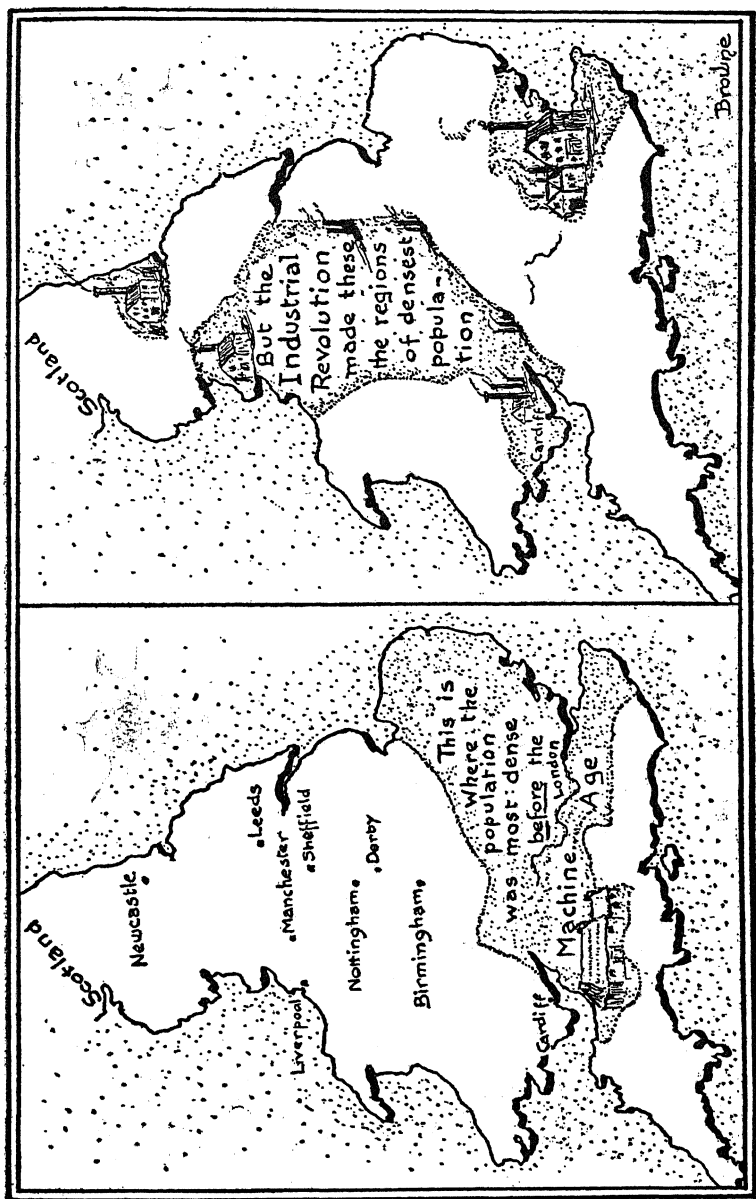 Scotland
Newcastle
Leeds
Manchester
Sheffield
Liverpool
Nottingham
Derby
Birmingham
This is
Where the
population
was most dense
before the
London
Machine Age
Cardiff
Scotland
But the
Industrial
Revolution
made these
the regions
of densest
popula-
tion
Cardiff
Browne